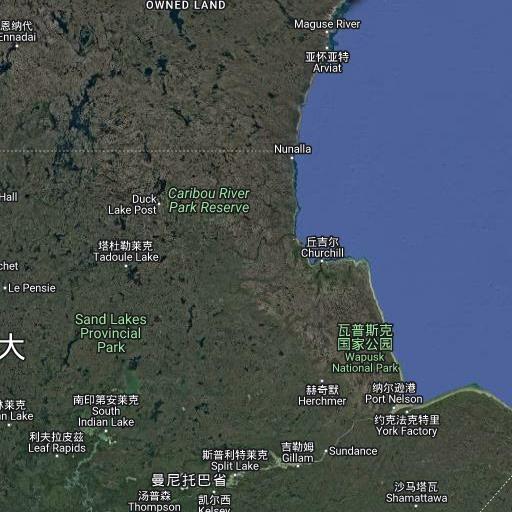 OWNED LAND
恩纳代
Ennadai
Maguse River
亚怀亚特
Arviat
Nunalla
Hall
Duck
Lake Post
Caribou River
Park Reserve
丘吉尔
Churchill
塔杜勒莱克
Tadoule Lake
chet
Le Pensie
Sand Lakes
Provincial
Park
大
瓦普斯克
国家公园
Wapusk
National Park
赫奇默
Herchmer
纳尔逊港
Port Nelson
南印第安莱克
South
Indian Lake
林莱克
nn Lake
约克法克特里
York Factory
利夫拉皮兹
Leaf Rapids
吉勒姆
Gillam
Sundance
斯普利特莱克
Split Lake
曼尼托巴省
汤普森
Thompson
凯尔西
Kelsey
沙马塔瓦
Shamattawa